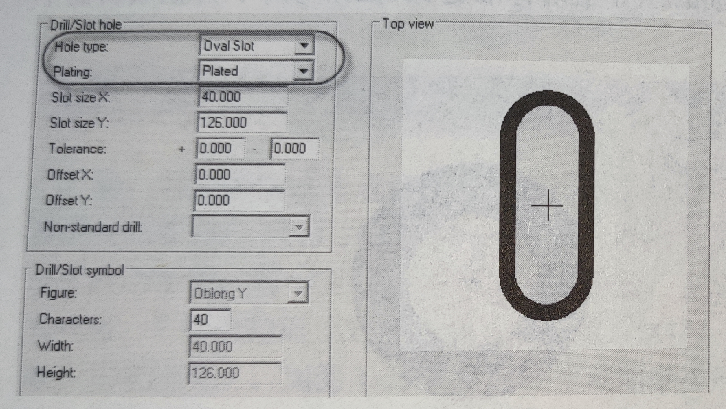 Drill/Slot hole
Hole type: Oval Slot
Plating: Plated
Slot size X: 40.000
Slot size Y: 126.000
Tolerance: + 0.000 - 0.000
Offset X: 0.000
Offset Y: 0.000
Non-standard drill:
Drill/Slot symbol
Figure: Oblong Y
Characters: 40
Width: 40.000
Height: 126.000
Top view